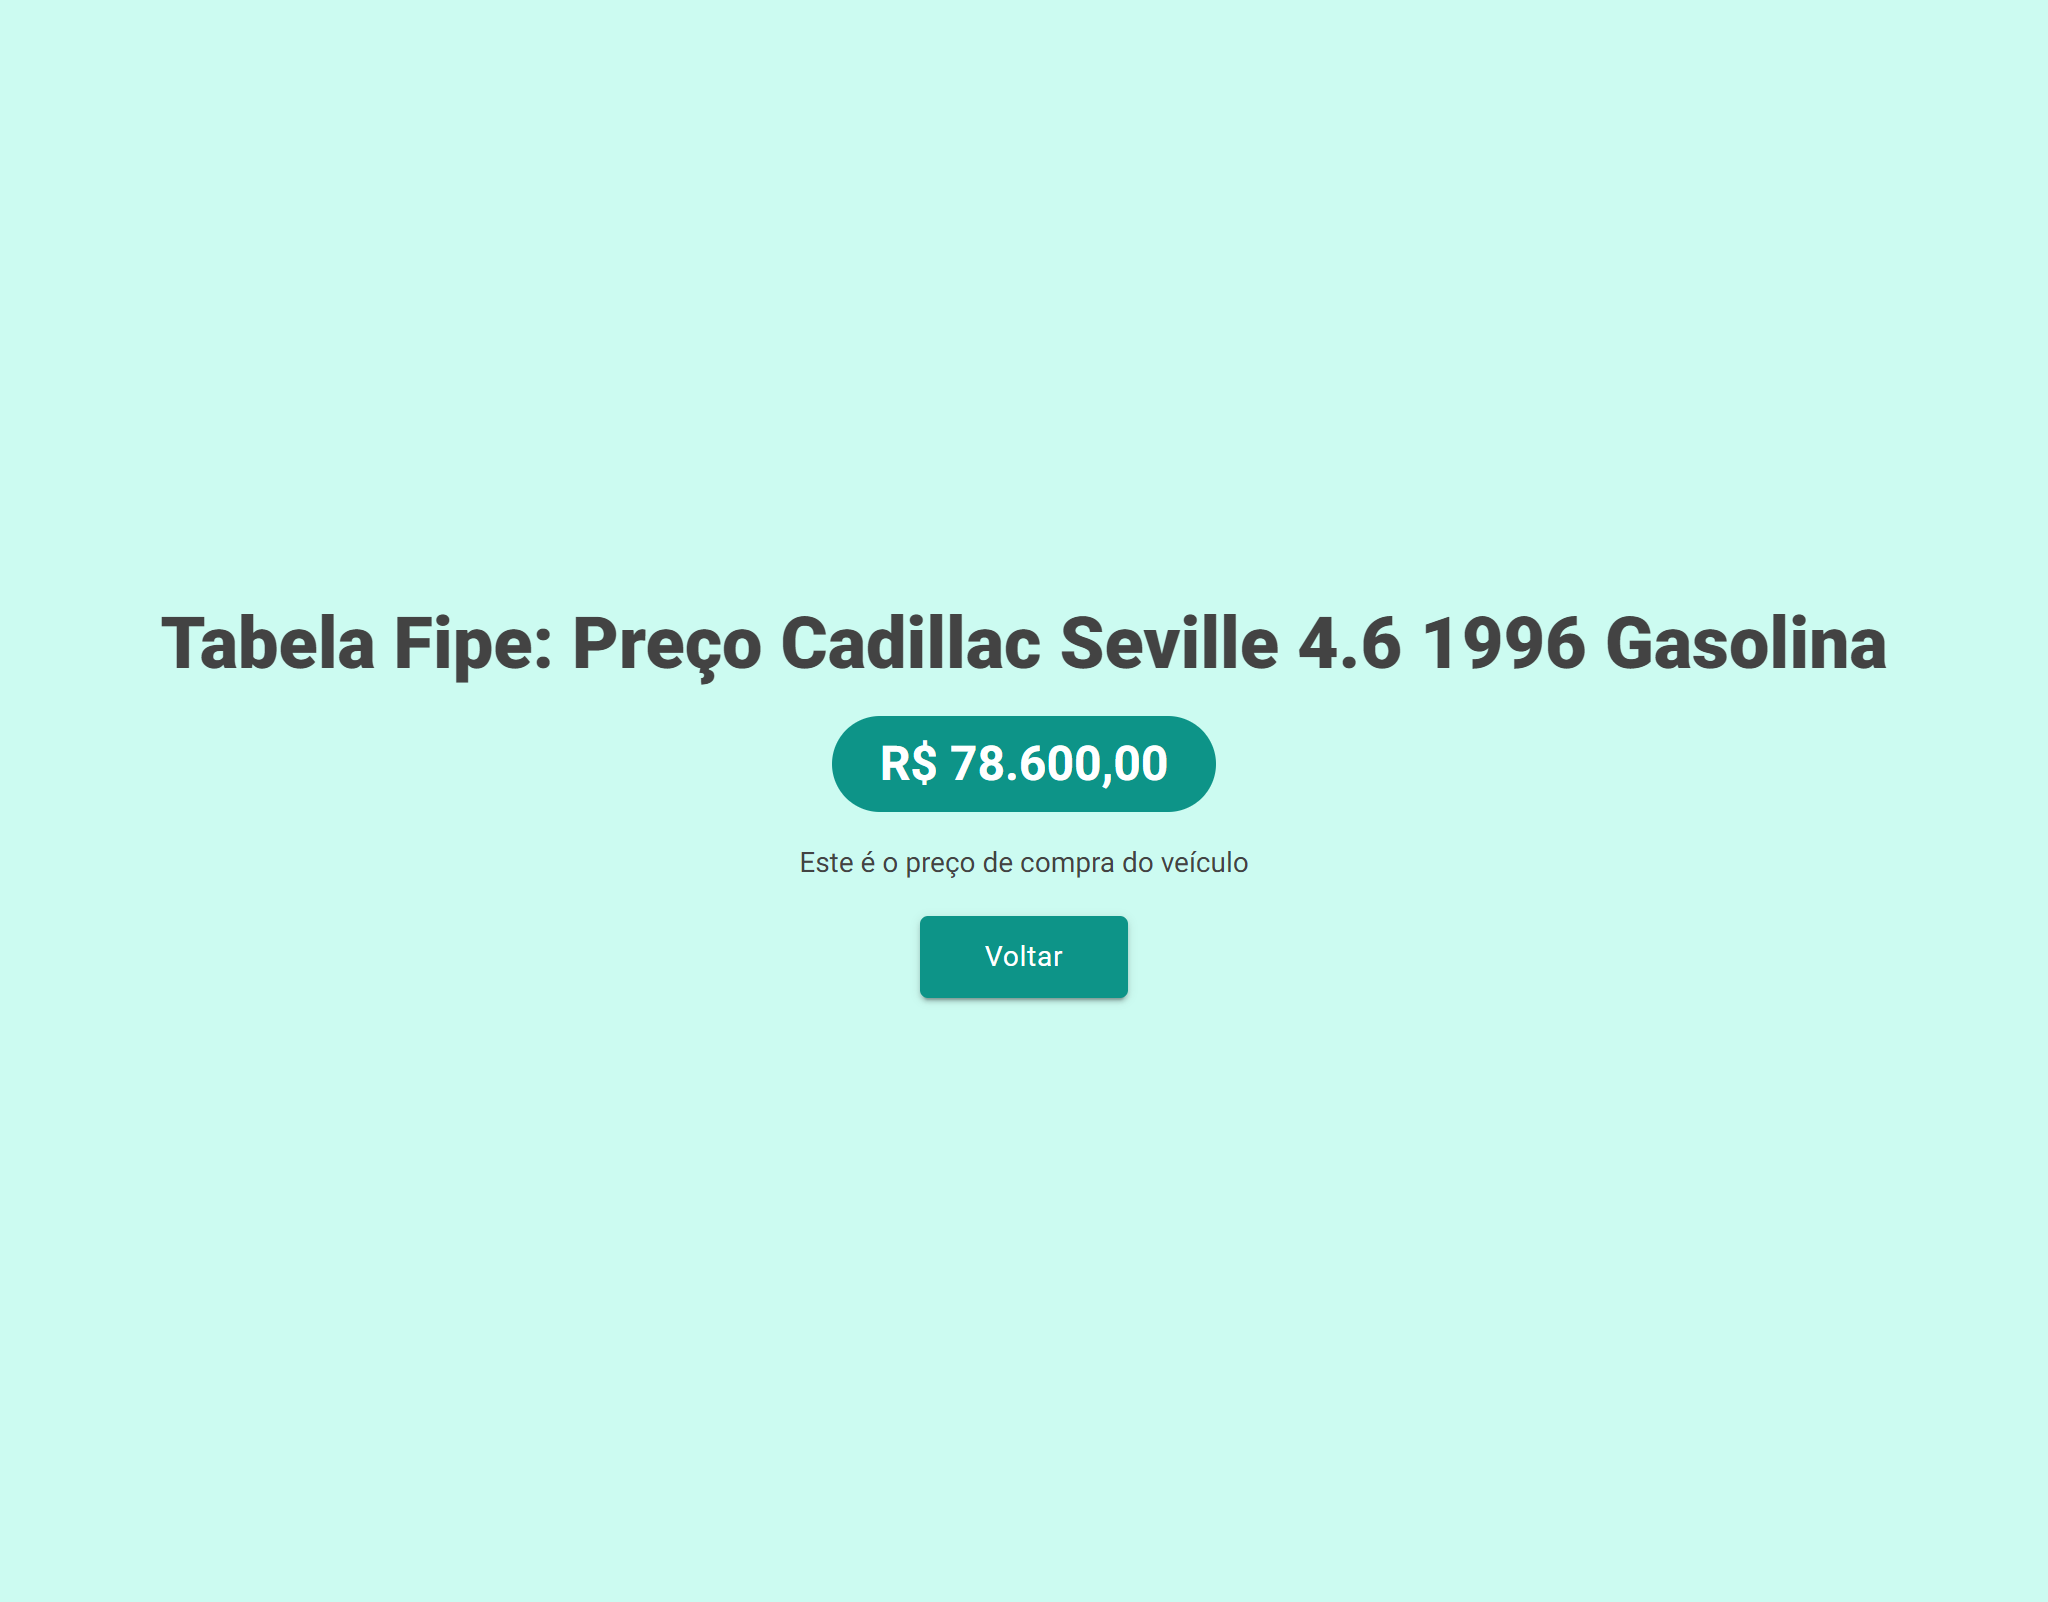 Tabela Fipe: Preço Cadillac Seville 4.6 1996 Gasolina
R$ 78.600,00
Este é o preço de compra do veículo
Voltar